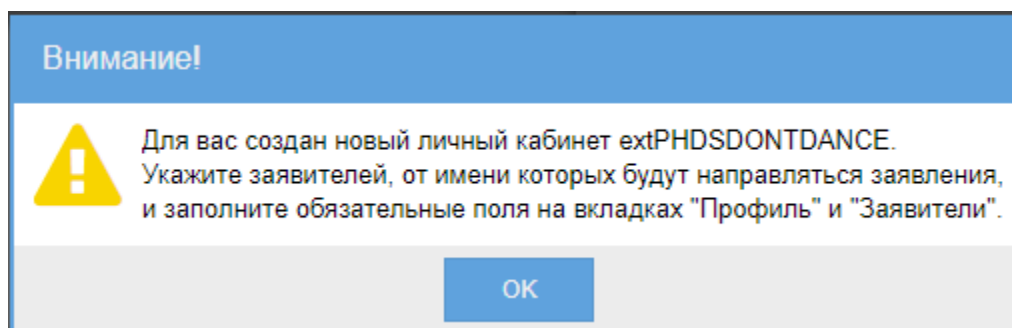 Внимание!
Для вас создан новый личный кабинет extPHDSDONTDANCE.
Укажите заявителей, от имени которых будут направляться заявления,
и заполните обязательные поля на вкладках "Профиль" и "Заявители".
ОК